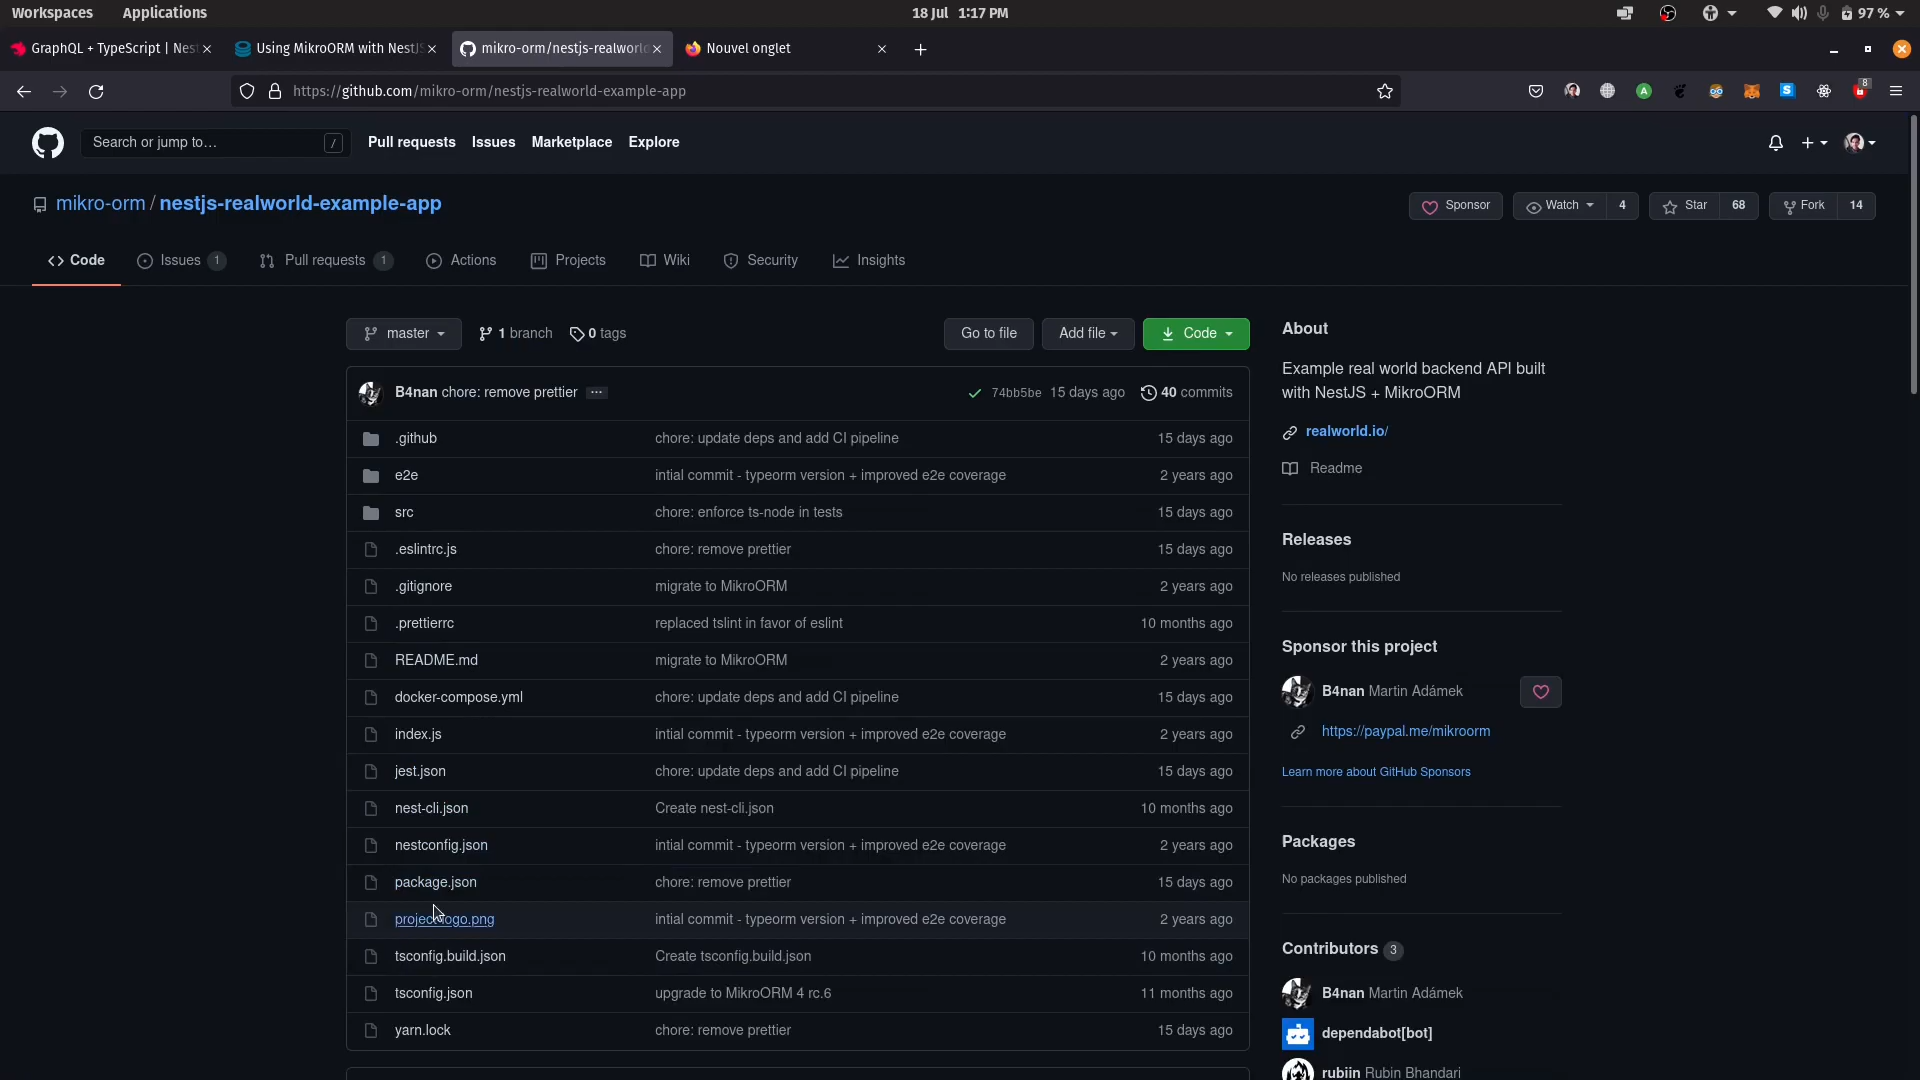 Workspaces Applications 18 Jul 1:17 PM 97 %
GraphQL + TypeScript | Nes Using MikroORM with NestJS mikro-orm/nestjs-realworl Nouvel onglet
https://github.com/mikro-orm/nestjs-realworld-example-app 8
Search or jump to… / Pull requests Issues Marketplace Explore
mikro-orm / nestjs-realworld-example-app Sponsor Watch 4 Star 68 Fork 14
Code Issues 1 Pull requests 1 Actions Projects Wiki Security Insights
master 1 branch 0 tags Go to file Add file Code
B4nan chore: remove prettier ... 74bb5be 15 days ago 40 commits
.github chore: update deps and add CI pipeline 15 days ago
e2e intial commit - typeorm version + improved e2e coverage 2 years ago
src chore: enforce ts-node in tests 15 days ago
.eslintrc.js chore: remove prettier 15 days ago
.gitignore migrate to MikroORM 2 years ago
.prettierrc replaced tslint in favor of eslint 10 months ago
README.md migrate to MikroORM 2 years ago
docker-compose.yml chore: update deps and add CI pipeline 15 days ago
index.js intial commit - typeorm version + improved e2e coverage 2 years ago
jest.json chore: update deps and add CI pipeline 15 days ago
nest-cli.json Create nest-cli.json 10 months ago
nestconfig.json intial commit - typeorm version + improved e2e coverage 2 years ago
package.json chore: remove prettier 15 days ago
project-logo.png intial commit - typeorm version + improved e2e coverage 2 years ago
tsconfig.build.json Create tsconfig.build.json 10 months ago
tsconfig.json upgrade to MikroORM 4 rc.6 11 months ago
yarn.lock chore: remove prettier 15 days ago
About
Example real world backend API built
with NestJS + MikroORM
realworld.io/
Readme
Releases
No releases published
Sponsor this project
B4nan Martin Adámek
https://paypal.me/mikroorm
Learn more about GitHub Sponsors
Packages
No packages published
Contributors 3
B4nan Martin Adámek
dependabot[bot]
rubiin Rubin Bhandari